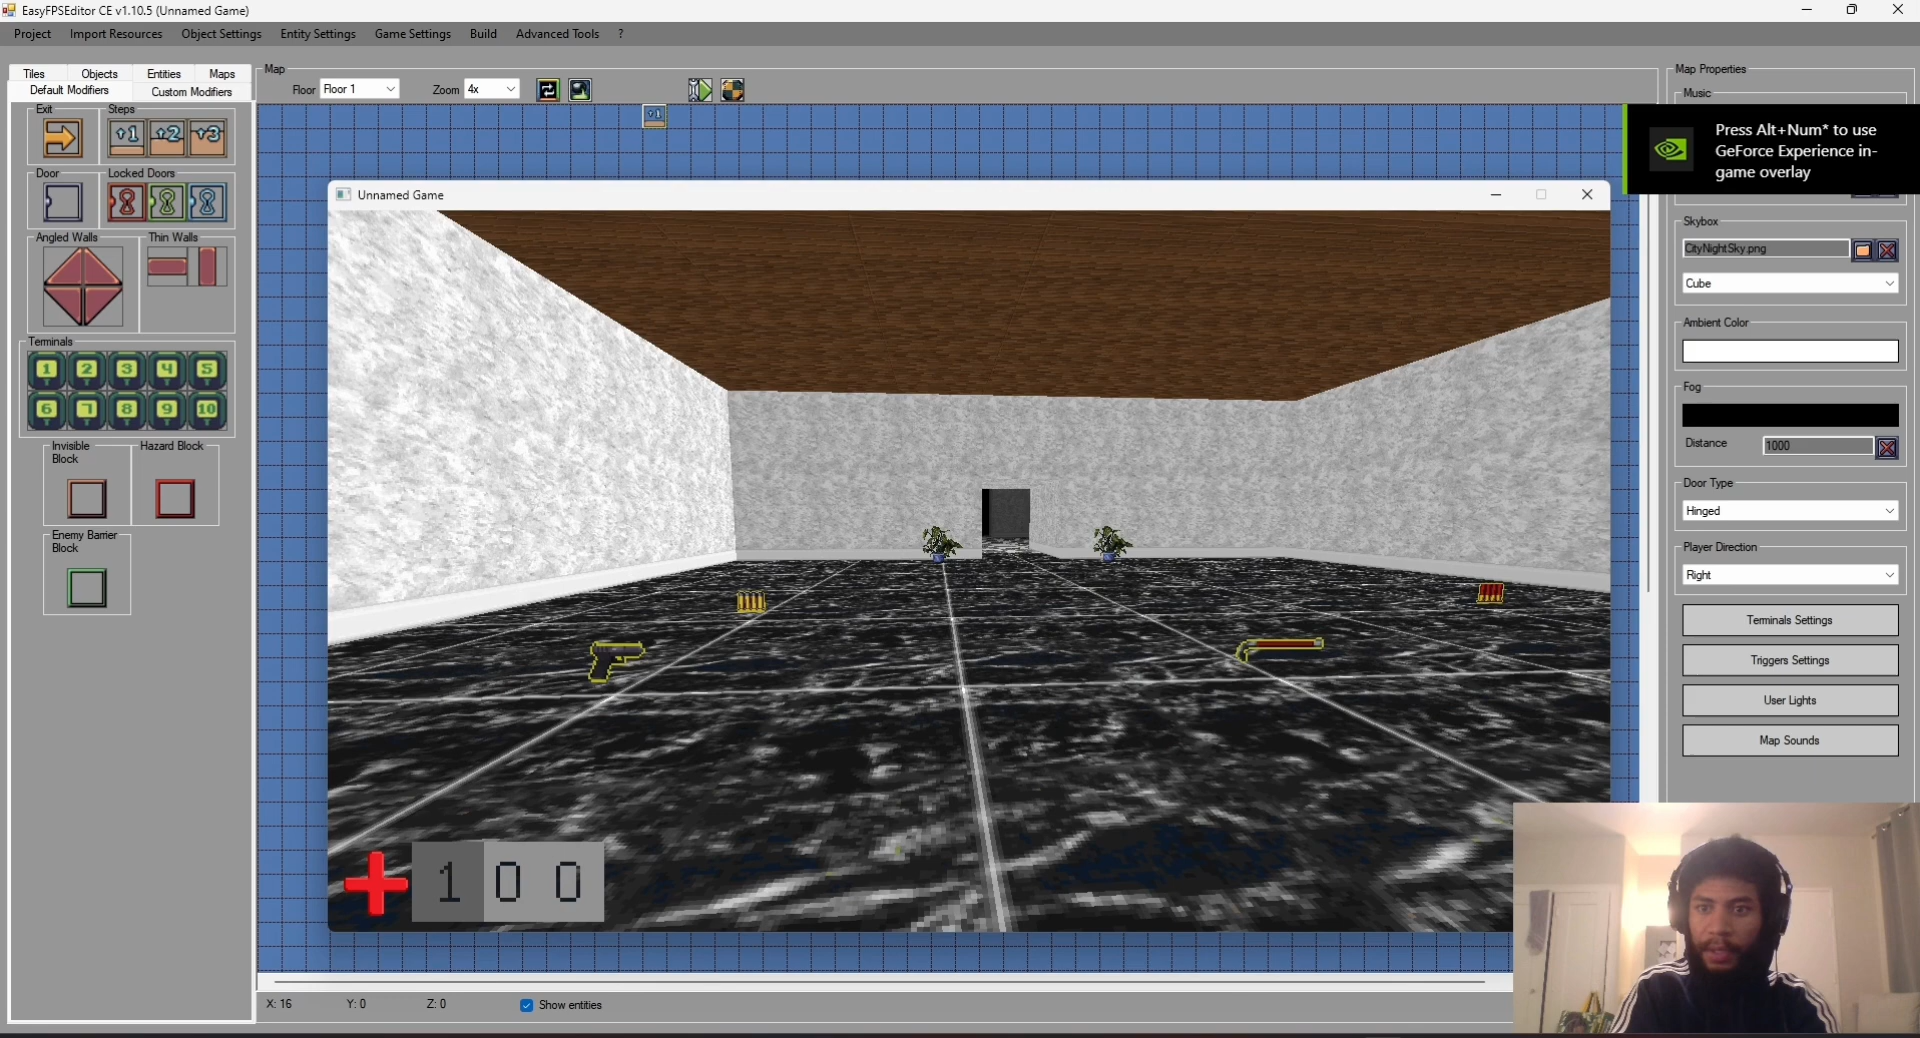 EasyFPSEditor CE v1.10.5 (Unnamed Game)
Project Import Resources Object Settings Entity Settings Game Settings Build Advanced Tools ?
Tiles Objects Entities Maps
Default Modifiers Custom Modifiers
Exit Steps
+1 +2 +3
Door Locked Doors
Angled Walls Thin Walls
Terminals
1 2 3 4 5
6 7 8 9 10
Invisible Block
Hazard Block
Enemy Barrier Block
Map
Floor Floor 1 Zoom 4x
+1
Unnamed Game
100
X: 16 Y: 0 Z: 0 Show entities
Map Properties
Music
Press Alt+Num* to use
GeForce Experience in-
game overlay
Skybox
CityNightSky.png
Cube
Ambient Color
Fog
Distance 1000
Door Type
Hinged
Player Direction
Right
Terminals Settings
Triggers Settings
User Lights
Map Sounds